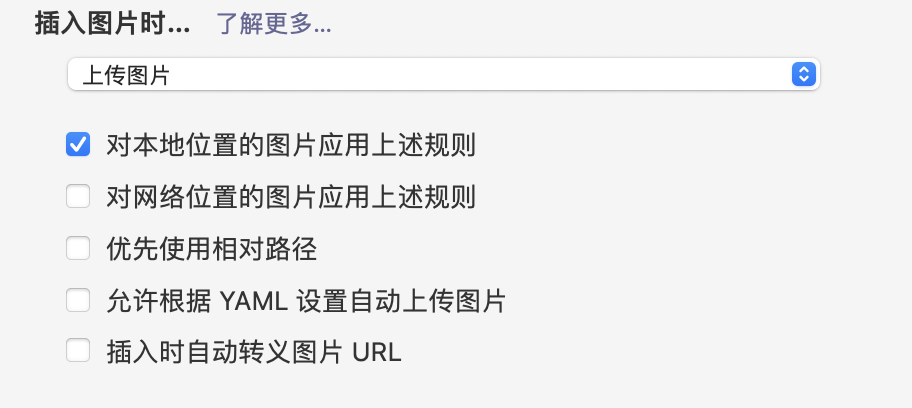 插入图片时... 了解更多...
上传图片
对本地位置的图片应用上述规则
对网络位置的图片应用上述规则
优先使用相对路径
允许根据 YAML 设置自动上传图片
插入时自动转义图片 URL